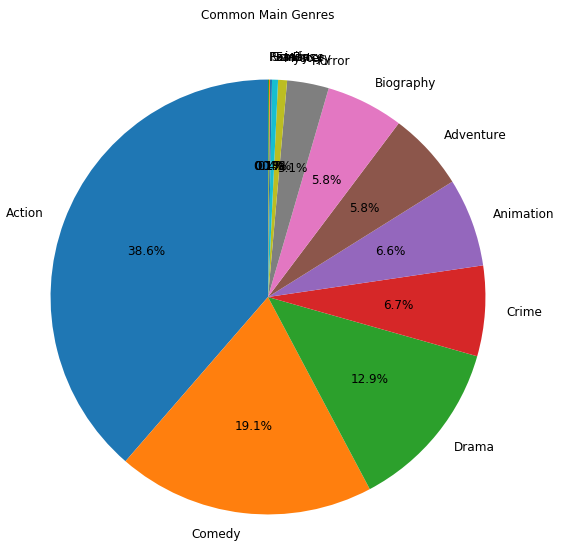 Common Main Genres
Horror
Biography
Adventure
Animation
Crime
Drama
Comedy
Action
5.8%
5.8%
6.6%
6.7%
12.9%
19.1%
38.6%